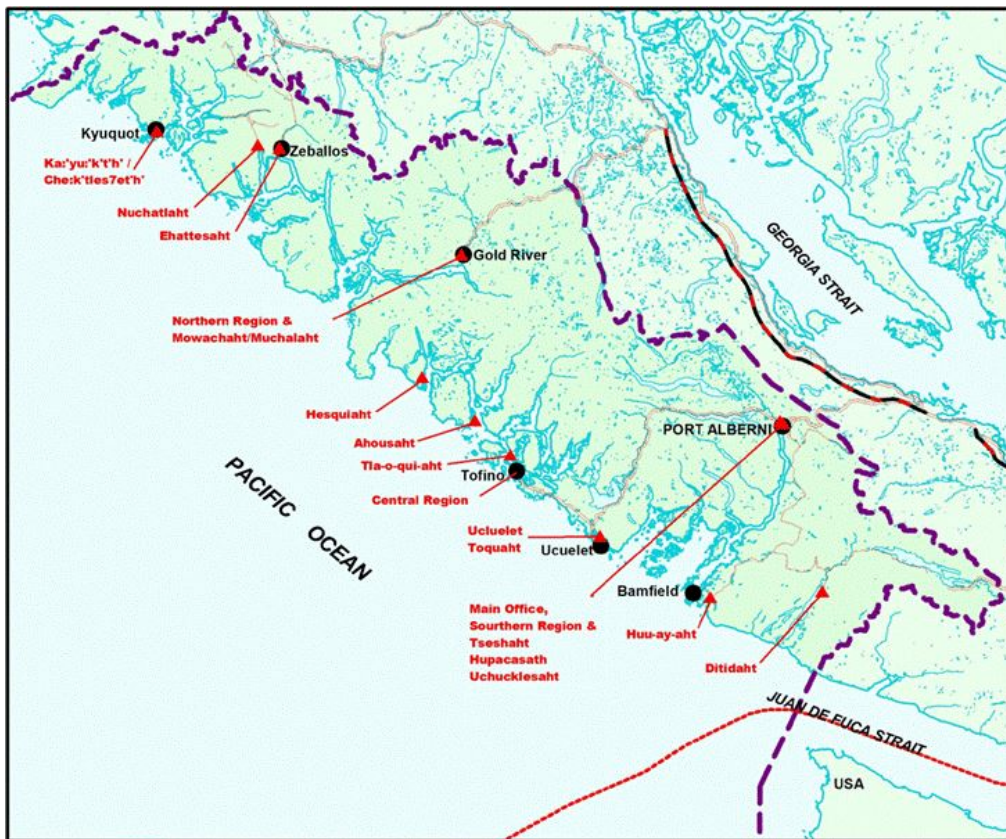 Kyuquot
Ka:'yu:'k't'h' /
Che:k'tles7et'h'
Zeballos
Nuchatlaht
Ehattesaht
Gold River
Northern Region &
Mowachaht/Muchalaht
GEORGIA STRAIT
Hesquiaht
Ahousaht
PORT ALBERNI
Tla-o-qui-aht
Tofino
Central Region
PACIFIC OCEAN
Ucluelet
Toquaht
Ucuelet
Bamfield
Main Office,
Sourthern Region &
Tseshaht
Hupacasath
Uchucklesaht
Huu-ay-aht
Ditidaht
JUAN DE FUCA STRAIT
USA